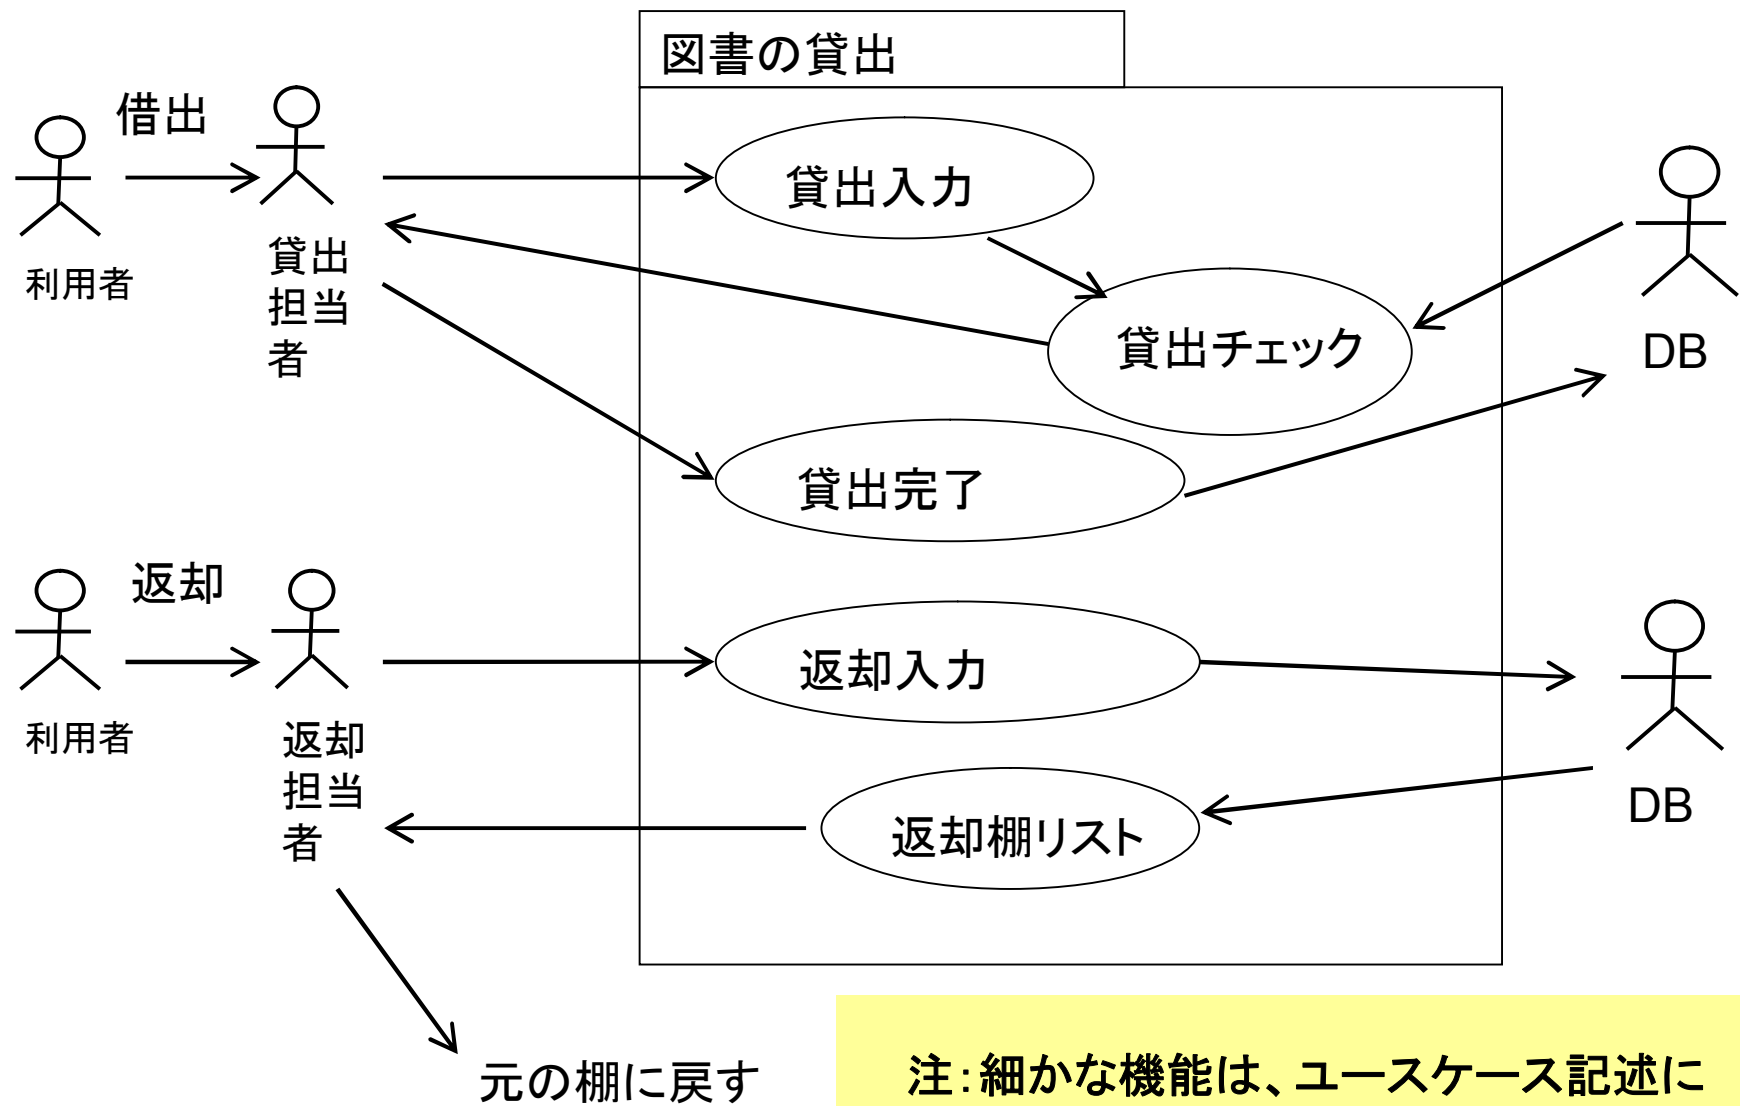 図書の貸出
借出
貸出入力
利用者
貸出
担当
者
貸出チェック
DB
貸出完了
返却
返却入力
利用者
返却
担当
者
DB
返却棚リスト
元の棚に戻す
注：細かな機能は、ユースケース記述に